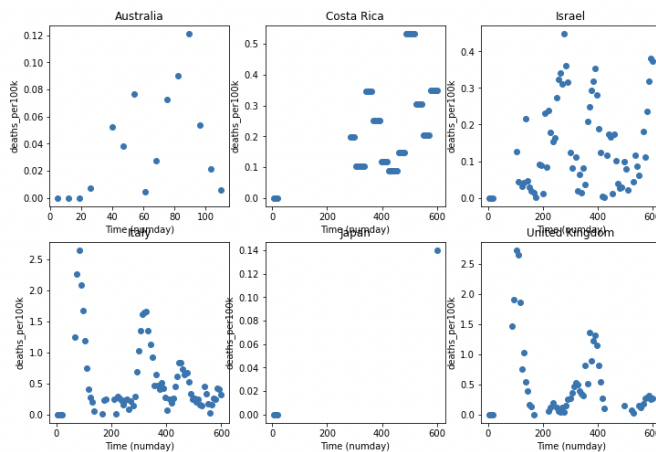 Australia
deaths_per100k
0.12
0.10
0.08
0.06
0.04
0.02
0.00
0 20 40 60 80 100
Time (numday)
Costa Rica
deaths_per100k
0.5
0.4
0.3
0.2
0.1
0.0
0 200 400 600
Time (numday)
Israel
deaths_per100k
0.4
0.3
0.2
0.1
0.0
0 200 400 600
Time (numday)
Italy
deaths_per100k
2.5
2.0
1.5
1.0
0.5
0.0
0 200 400 600
Time (numday)
Japan
deaths_per100k
0.14
0.12
0.10
0.08
0.06
0.04
0.02
0.00
0 200 400 600
Time (numday)
United Kingdom
deaths_per100k
2.5
2.0
1.5
1.0
0.5
0.0
0 200 400 600
Time (numday)